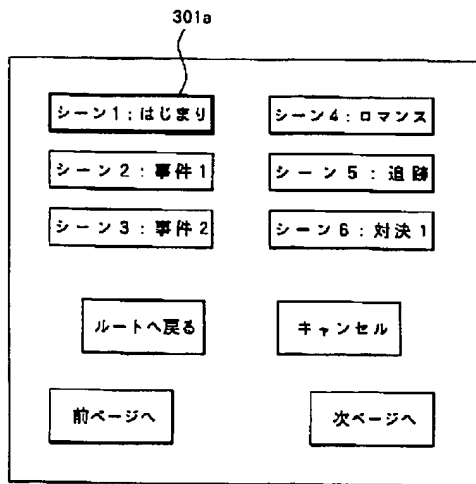 301a
シーン1：はじまり
シーン4：ロマンス
シーン2：事件1
シーン5：追跡
シーン3：事件2
シーン6：対決1
ルートへ戻る
キャンセル
前ページへ
次ページへ